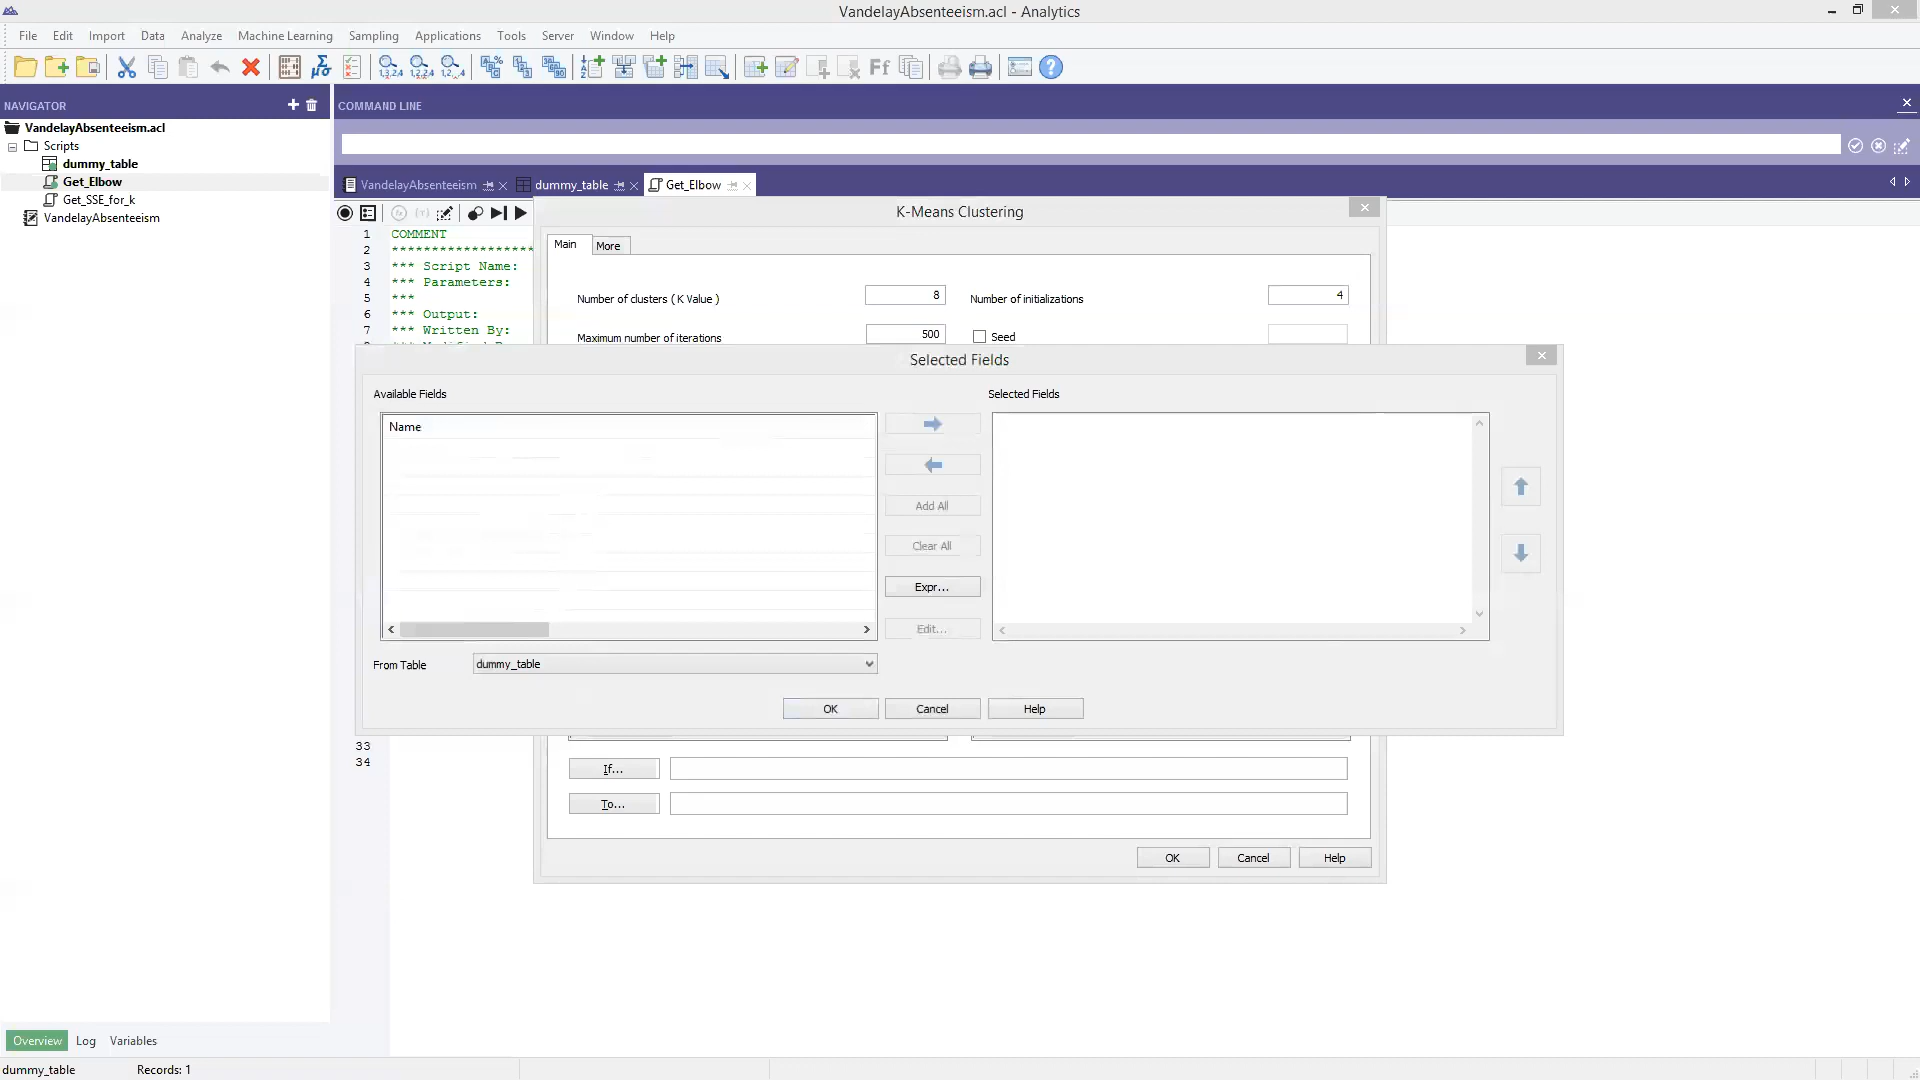 VandelayAbsenteeism.acl - Analytics
File Edit Import Data Analyze Machine Learning Sampling Applications Tools Server Window Help
NAVIGATOR
COMMAND LINE
VandelayAbsenteeism.acl
Scripts
dummy_table
Get_Elbow
Get_SSE_for_k
VandelayAbsenteeism
VandelayAbsenteeism dummy_table Get_Elbow
1 COMMENT
2 ******************
3 *** Script Name:
4 *** Parameters:
5 ***
6 *** Output:
7 *** Written By:
33
34
K-Means Clustering
Main More
Number of clusters ( K Value ) 8 Number of initializations 4
Maximum number of iterations 500 Seed
Selected Fields
Available Fields Selected Fields
Name
Add All
Clear All
Expr...
Edit...
From Table dummy_table
OK Cancel Help
If...
To...
OK Cancel Help
Overview Log Variables
dummy_table Records: 1